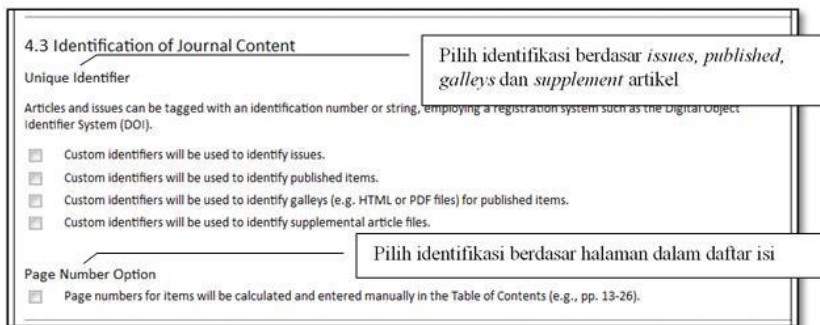 4.3 Identification of Journal Content
Pilih identifikasi berdasar issues, published,
galleys dan supplement artikel
Unique Identifier
Articles and issues can be tagged with an identification number or string, employing a registration system such as the Digital Object
Identifier System (DOI).
Custom identifiers will be used to identify issues.
Custom identifiers will be used to identify published items.
Custom identifiers will be used to identify galleys (e.g. HTML or PDF files) for published items.
Custom identifiers will be used to identify supplemental article files.
Pilih identifikasi berdasar halaman dalam daftar isi
Page Number Option
Page numbers for items will be calculated and entered manually in the Table of Contents (e.g., pp. 13-26).